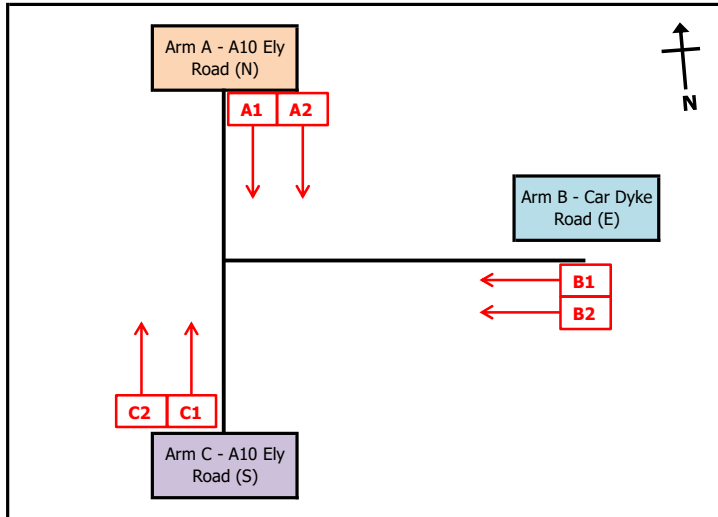 Arm A - A10 Ely
Road (N)
A1 A2
N
Arm B - Car Dyke
Road (E)
B1
B2
C2 C1
Arm C - A10 Ely
Road (S)